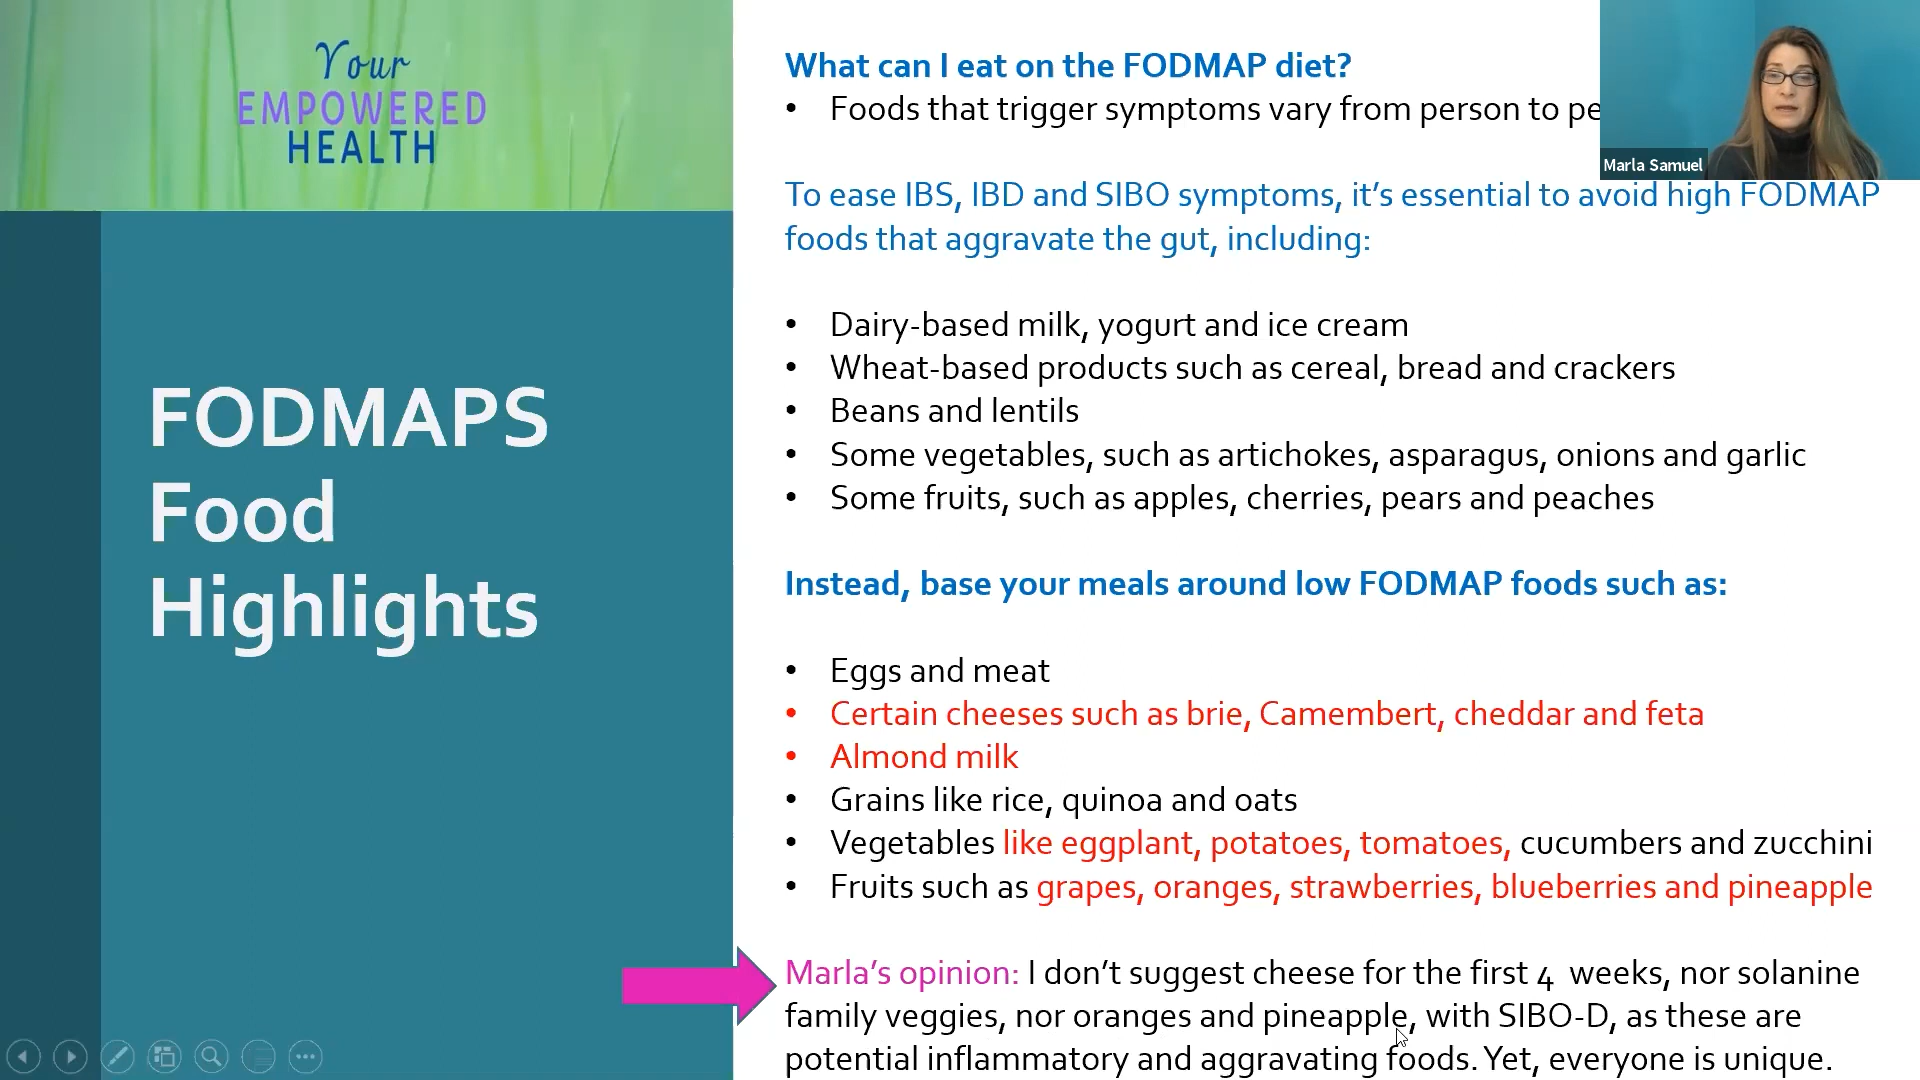 Your
EMPOWERED
HEALTH
FODMAPS
Food
Highlights
What can I eat on the FODMAP diet?
• Foods that trigger symptoms vary from person to
Marla Samuel
To ease IBS, IBD and SIBO symptoms, it’s essential to avoid high FODMAP
foods that aggravate the gut, including:
• Dairy-based milk, yogurt and ice cream
• Wheat-based products such as cereal, bread and crackers
• Beans and lentils
• Some vegetables, such as artichokes, asparagus, onions and garlic
• Some fruits, such as apples, cherries, pears and peaches
Instead, base your meals around low FODMAP foods such as:
• Eggs and meat
• Certain cheeses such as brie, Camembert, cheddar and feta
• Almond milk
• Grains like rice, quinoa and oats
• Vegetables like eggplant, potatoes, tomatoes, cucumbers and zucchini
• Fruits such as grapes, oranges, strawberries, blueberries and pineapple
Marla’s opinion: I don’t suggest cheese for the first 4 weeks, nor solanine
family veggies, nor oranges and pineapple, with SIBO-D, as these are
potential inflammatory and aggravating foods. Yet, everyone is unique.